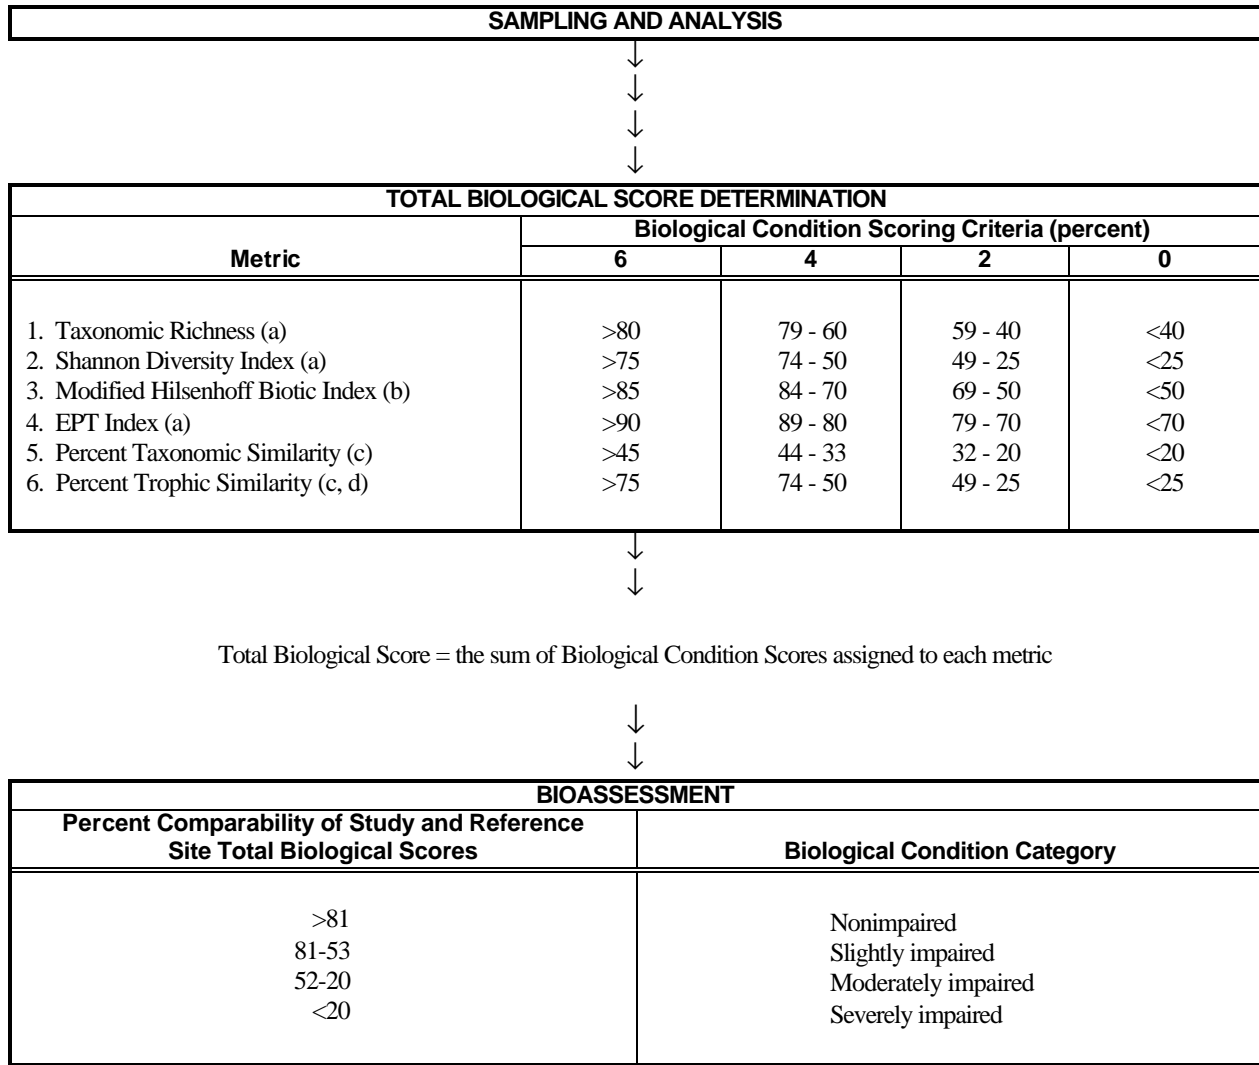 SAMPLING AND ANALYSIS
↓
↓
↓
↓
TOTAL BIOLOGICAL SCORE DETERMINATION
Biological Condition Scoring Criteria (percent)
Metric 6 4 2 0
1. Taxonomic Richness (a) >80 79 - 60 59 - 40 <40
2. Shannon Diversity Index (a) >75 74 - 50 49 - 25 <25
3. Modified Hilsenhoff Biotic Index (b) >85 84 - 70 69 - 50 <50
4. EPT Index (a) >90 89 - 80 79 - 70 <70
5. Percent Taxonomic Similarity (c) >45 44 - 33 32 - 20 <20
6. Percent Trophic Similarity (c, d) >75 74 - 50 49 - 25 <25
↓
↓
Total Biological Score = the sum of Biological Condition Scores assigned to each metric
↓
↓
BIOASSESSMENT
Percent Comparability of Study and Reference
Site Total Biological Scores Biological Condition Category
>81 Nonimpaired
81-53 Slightly impaired
52-20 Moderately impaired
<20 Severely impaired